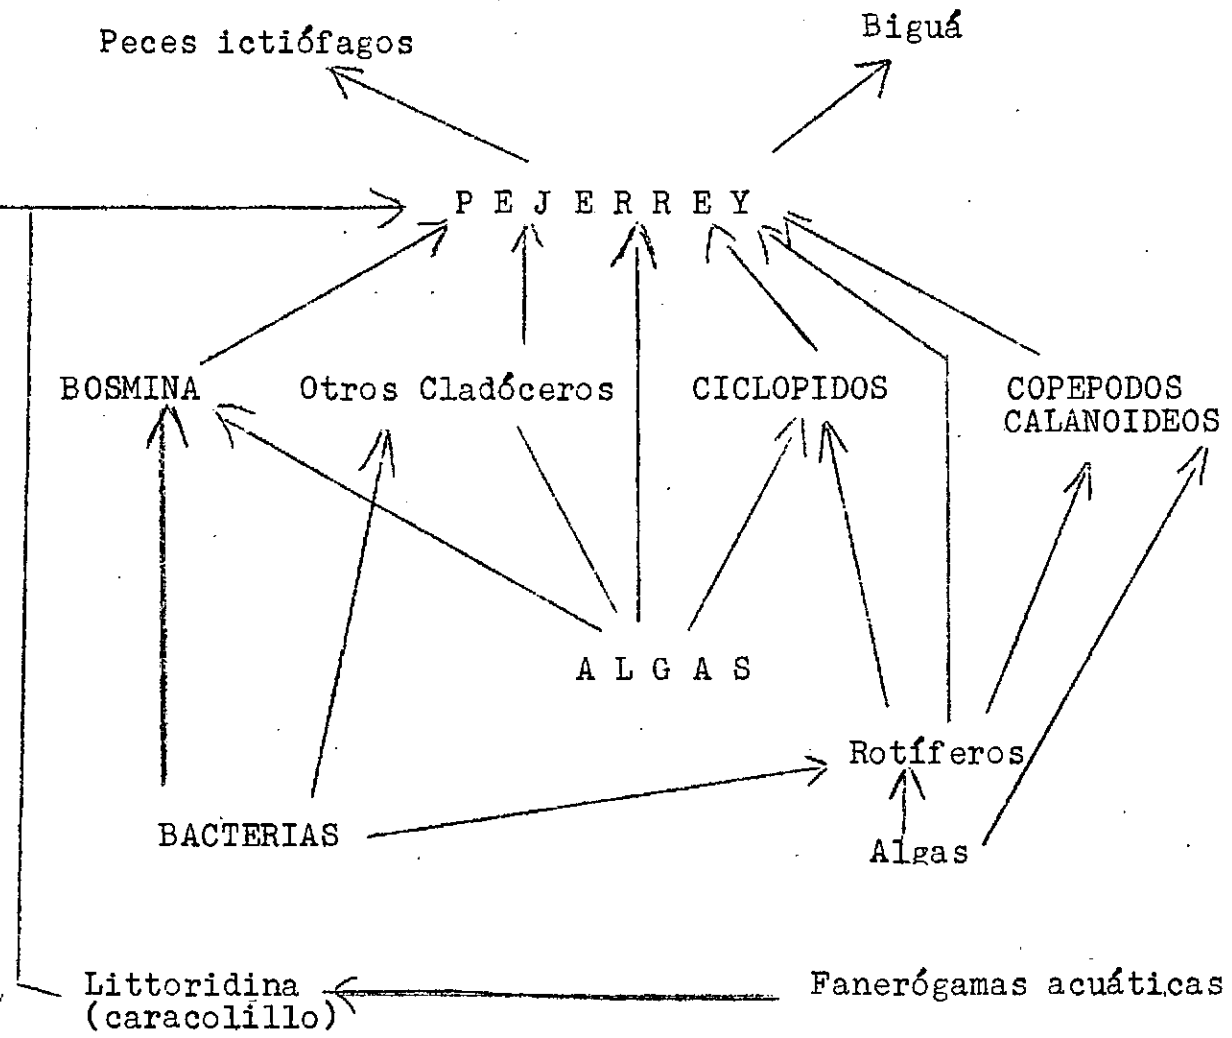 Peces ictiófagos
Biguá
P E J E R R E Y
BOSMINA
Otros Cladóceros
CICLOPIDOS
COPEPODOS
CALANOIDEOS
A L G A S
Rotíferos
BACTERIAS
Algas
Littoridina
(caracolillo)
Fanerógamas acuáticas